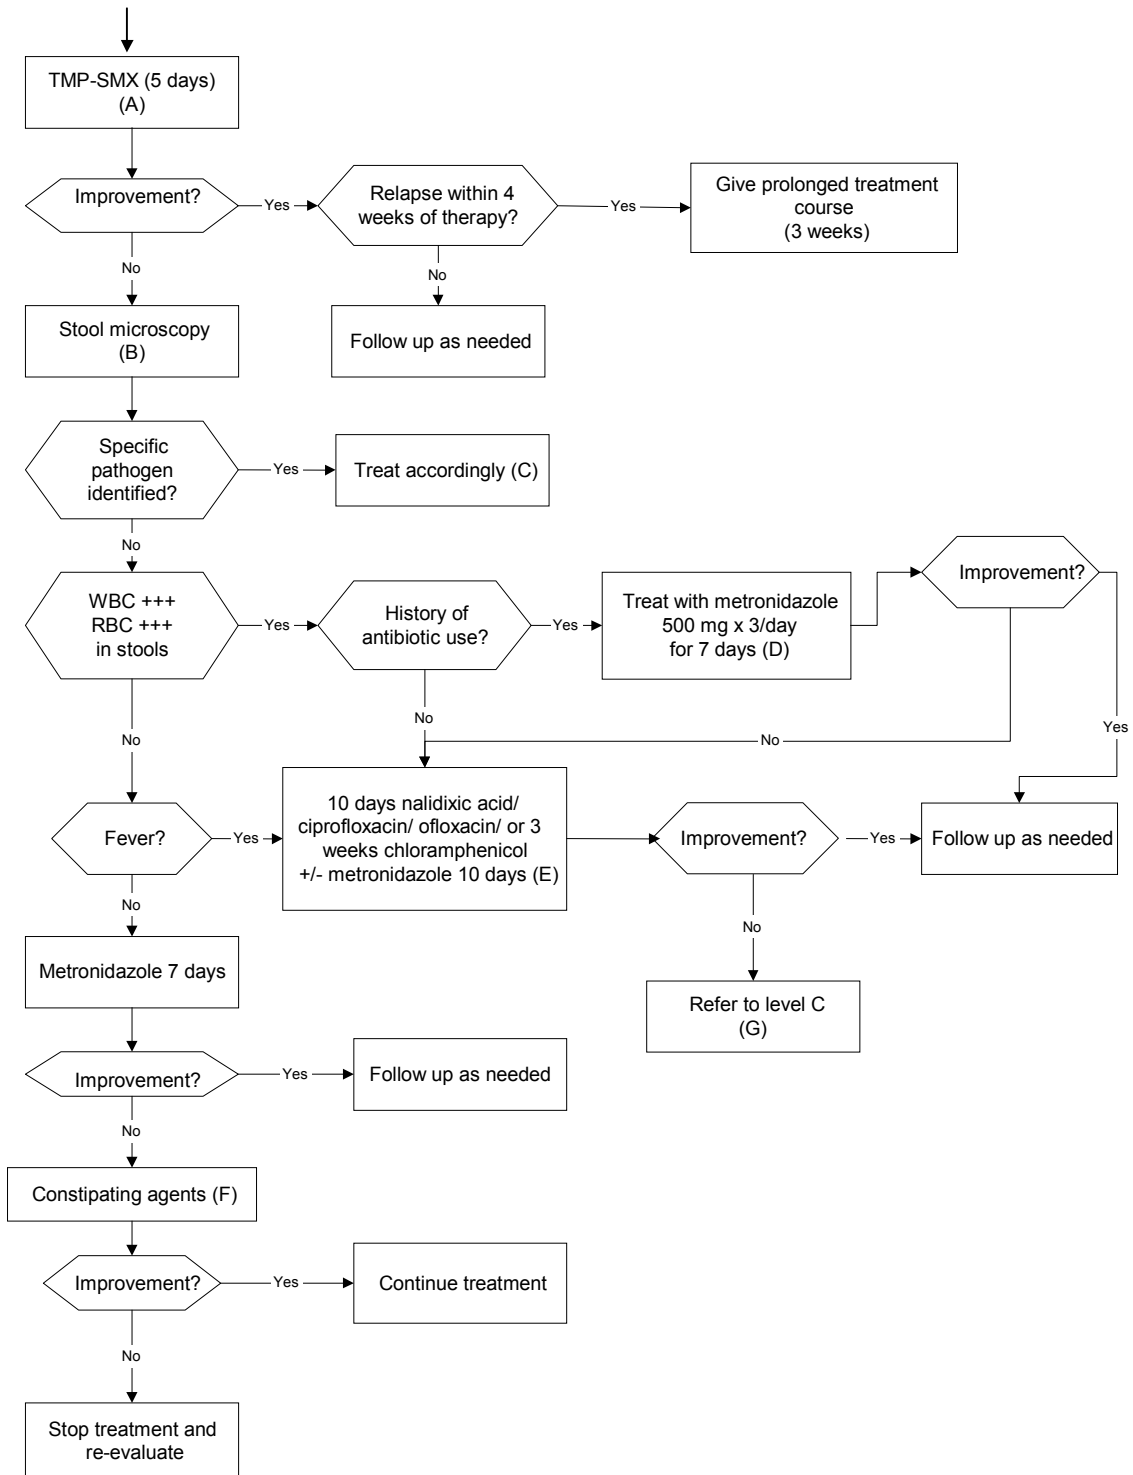 TMP-SMX (5 days)
(A)
Improvement?
Yes
Relapse within 4
weeks of therapy?
Yes
Give prolonged treatment
course
(3 weeks)
No
No
Stool microscopy
(B)
Follow up as needed
Specific
pathogen
identified?
Yes
Treat accordingly (C)
No
WBC +++
RBC +++
in stools
Yes
History of
antibiotic use?
Yes
Treat with metronidazole
500 mg x 3/day
for 7 days (D)
Improvement?
No
No
No
Yes
Fever?
Yes
10 days nalidixic acid/
ciprofloxacin/ ofloxacin/ or 3
weeks chloramphenicol
+/- metronidazole 10 days (E)
Improvement?
Yes
Follow up as needed
No
No
Metronidazole 7 days
Refer to level C
(G)
Improvement?
Yes
Follow up as needed
No
Constipating agents (F)
Improvement?
Yes
Continue treatment
No
Stop treatment and
re-evaluate